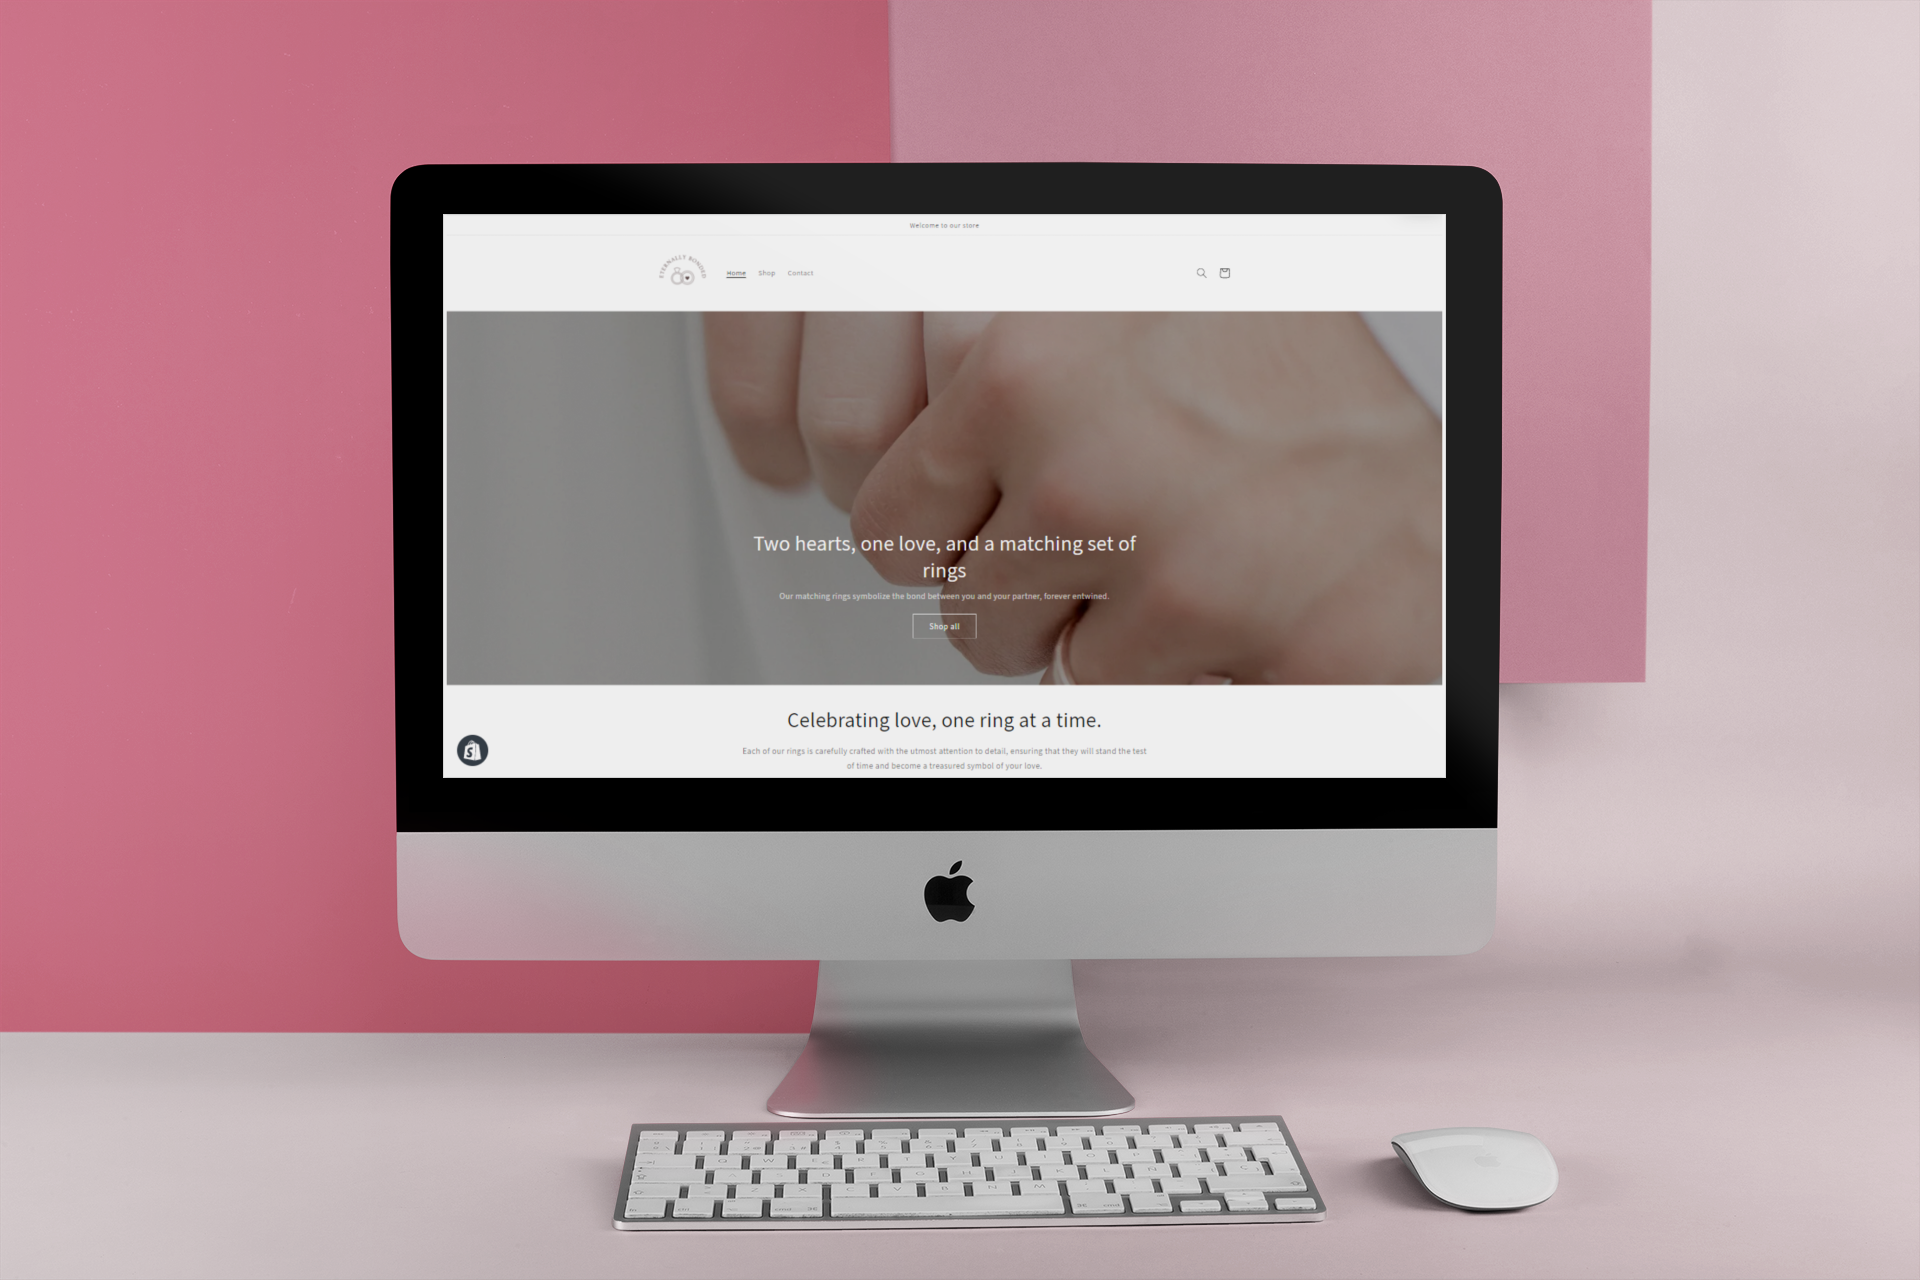 Welcome to our store
ETERNALLY BONDED
Home Shop Contact
Two hearts, one love, and a matching set of
rings
Our matching rings symbolize the bond between you and your partner, forever entwined.
Shop all
Celebrating love, one ring at a time.
Each of our rings is carefully crafted with the utmost attention to detail, ensuring that they will stand the test
of time and become a treasured symbol of your love.
S
Q W E R T Y U I O P
S D F G H J K L Ñ
Z X C V B N M